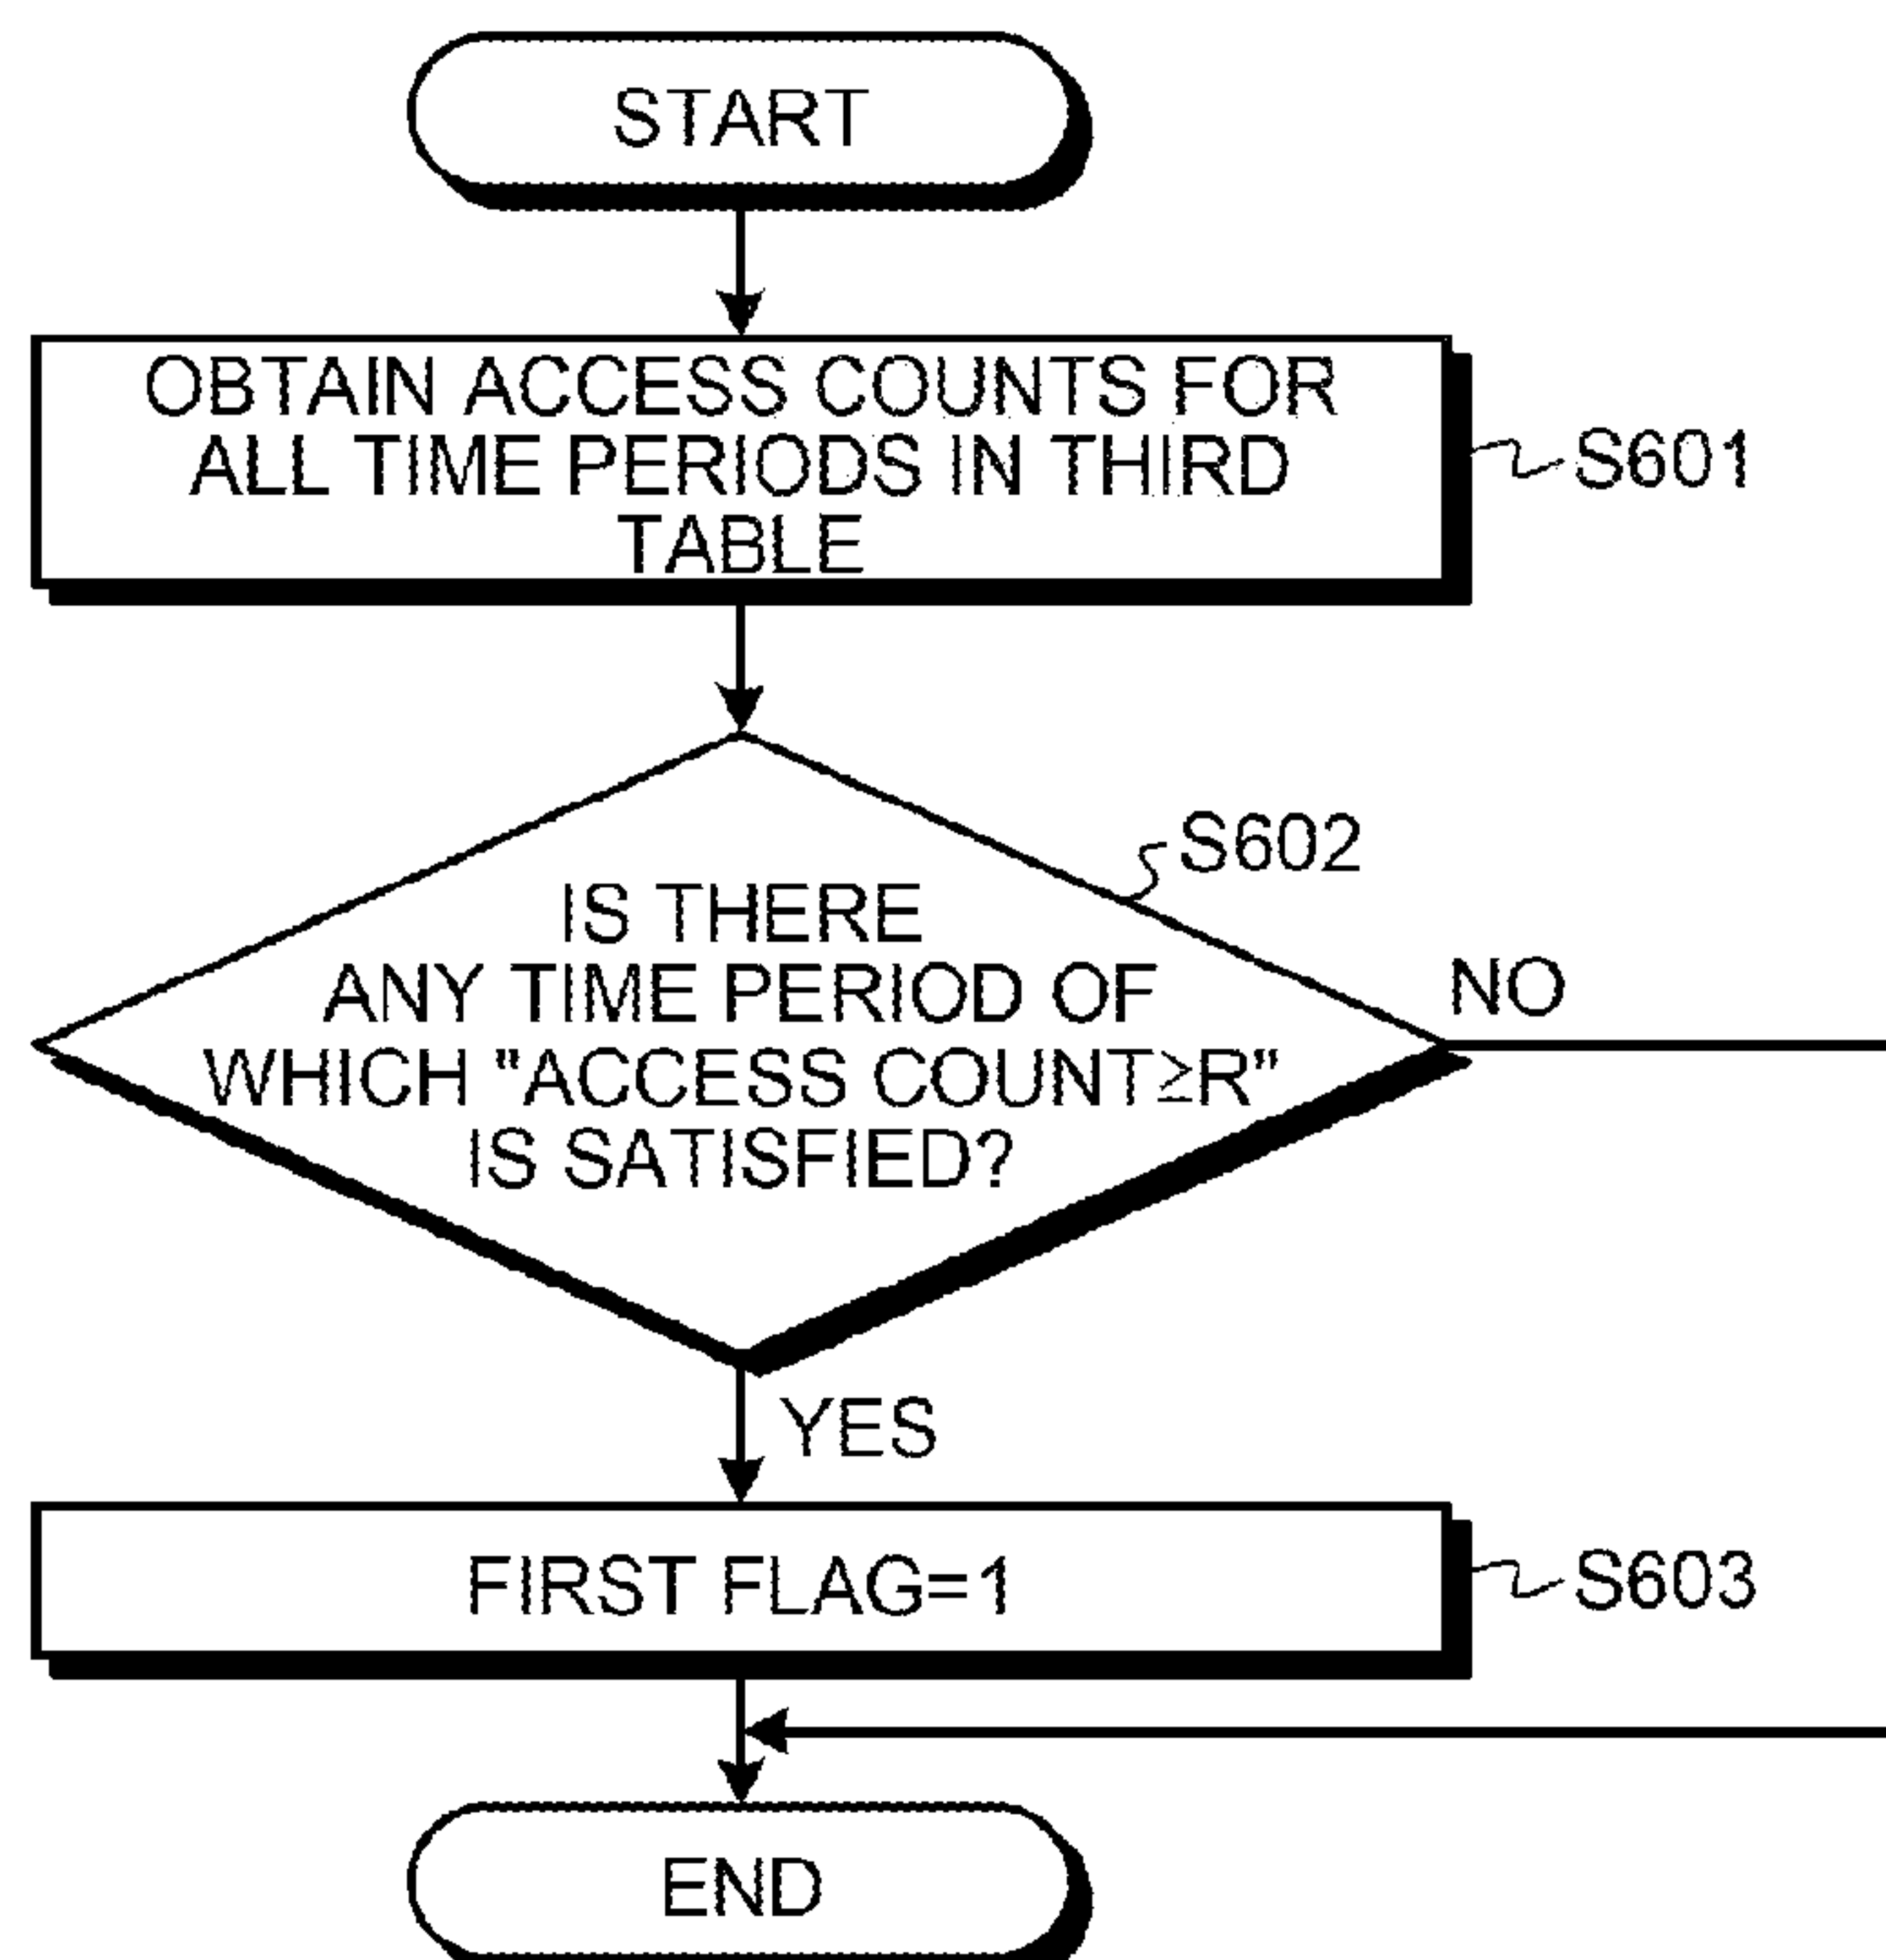 START
OBTAIN ACCESS COUNTS FOR
ALL TIME PERIODS IN THIRD
TABLE
S601
S602
IS THERE
ANY TIME PERIOD OF
WHICH "ACCESS COUNT≥R"
IS SATISFIED?
NO
YES
FIRST FLAG=1
S603
END